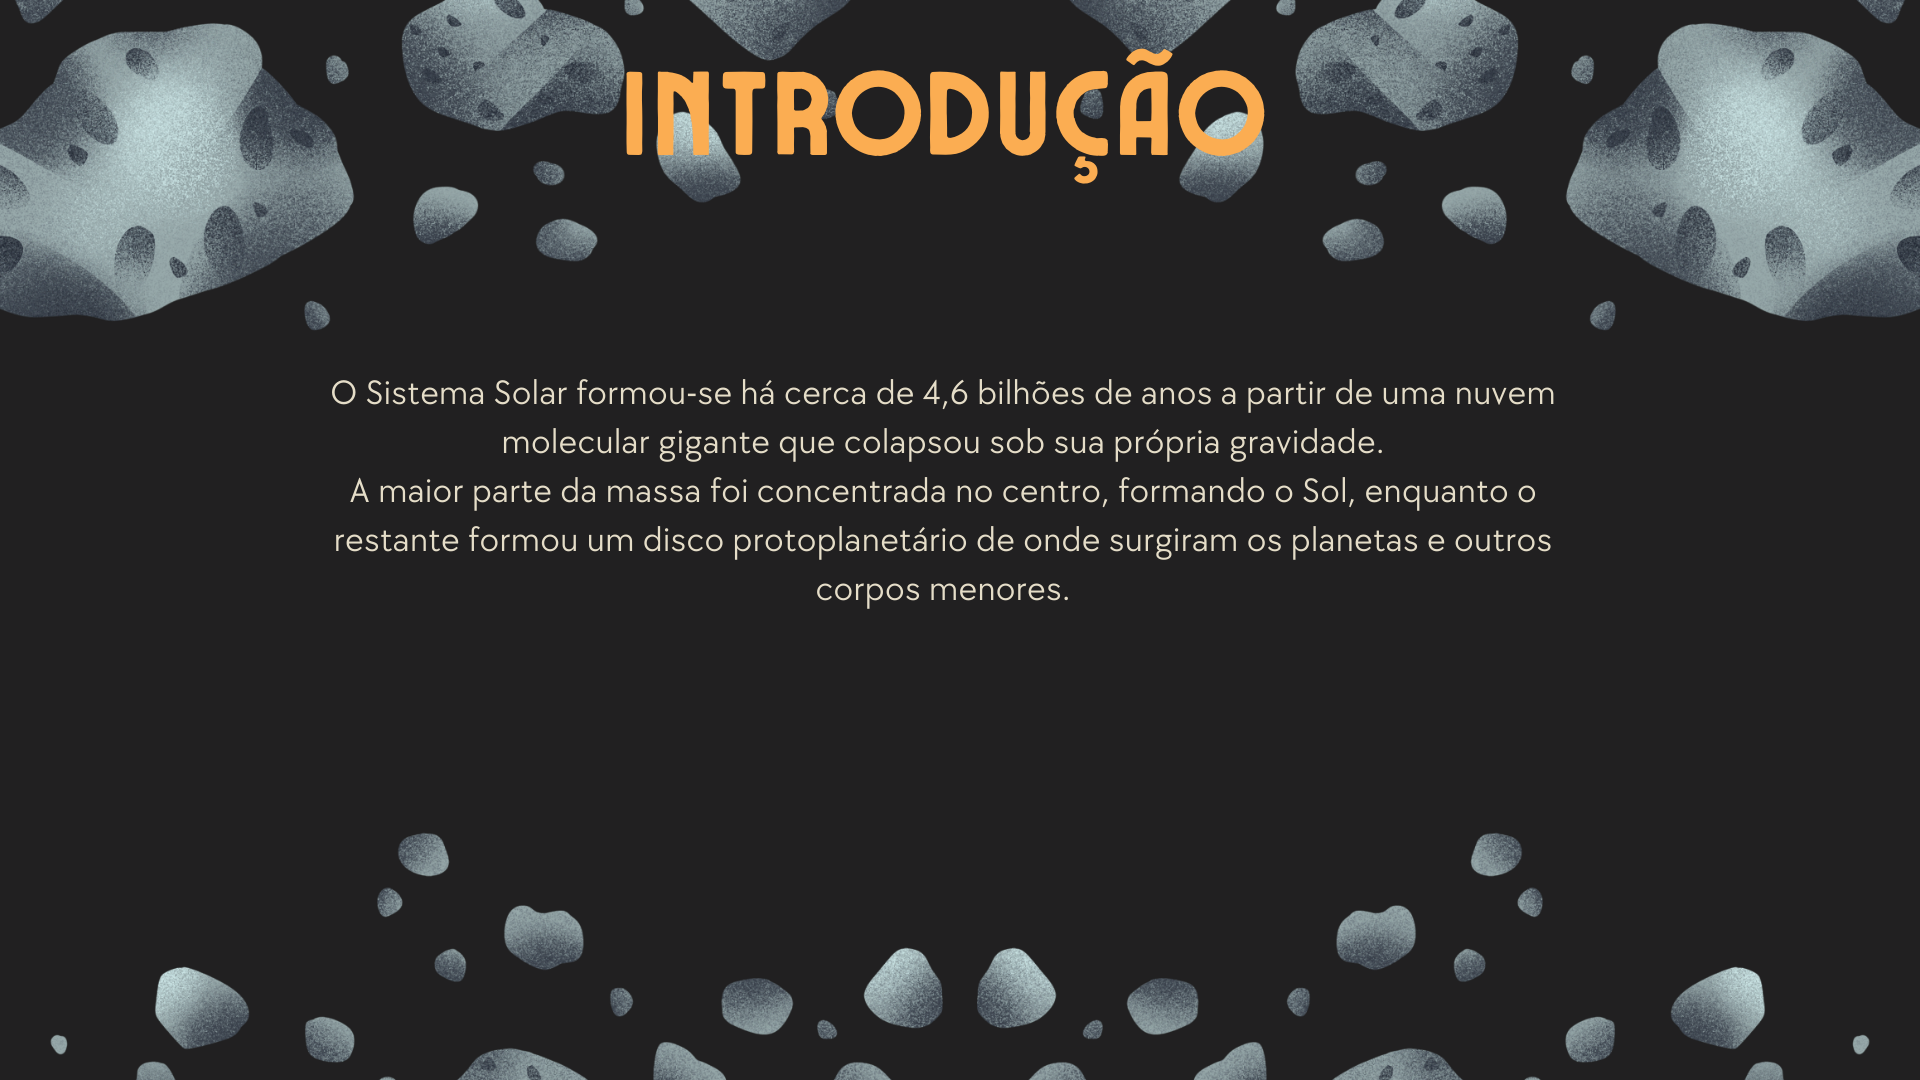 INTRODUÇÃO
O Sistema Solar formou-se há cerca de 4,6 bilhões de anos a partir de uma nuvem
molecular gigante que colapsou sob sua própria gravidade.
A maior parte da massa foi concentrada no centro, formando o Sol, enquanto o
restante formou um disco protoplanetário de onde surgiram os planetas e outros
corpos menores.